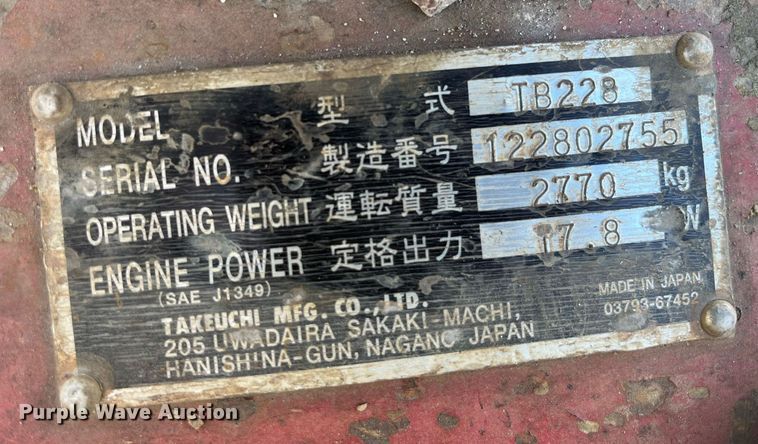 MODEL 型式 TB228
SERIAL NO. 製造番号 122802755
OPERATING WEIGHT 運転質量 2770 kg
ENGINE POWER 定格出力 17.8 W
(SAE J1349)
TAKEUCHI MFG. CO.,LTD.
205 UWADAIRA SAKAKI-MACHI,
HANISHINA-GUN, NAGANO JAPAN
MADE IN JAPAN
03793-67452
Purple Wave Auction